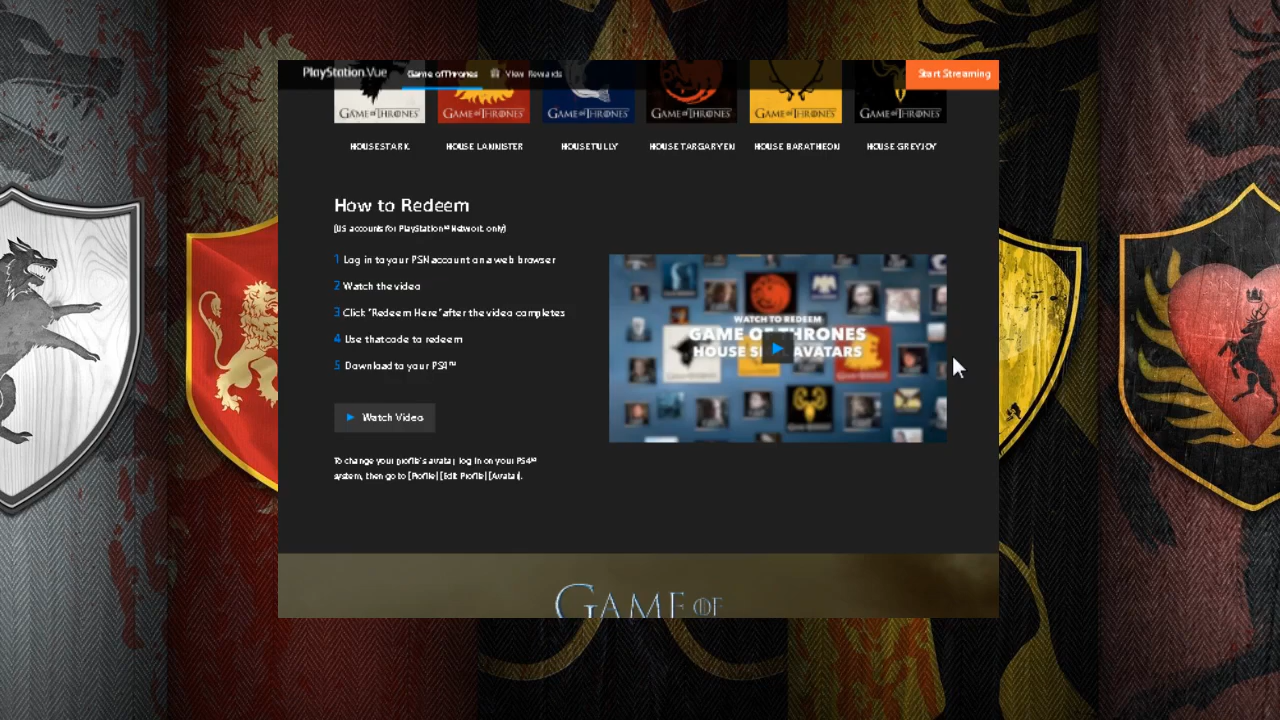 PlayStation Vue Game of Thrones View Rewards Start Streaming
GAME OF THRONES GAME OF THRONES GAME OF THRONES GAME OF THRONES GAME OF THRONES GAME OF THRONES
HOUSE STARK HOUSE LANNISTER HOUSE TULLY HOUSE TARGARYEN HOUSE BARATHEON HOUSE GREYJOY
How to Redeem
(US accounts for PlayStation™ Network only)
1 Log in to your PSN account on a web browser
2 Watch the video
3 Click "Redeem Here" after the video completes
4 Use that code to redeem
5 Download to your PS4™
Watch Video
To change your profile's avatar, log in on your PS4™
system, then go to [Profile] [Edit Profile] [Avatar].
WATCH TO REDEEM
GAME OF THRONES
HOUSE AVATARS
GAME OF